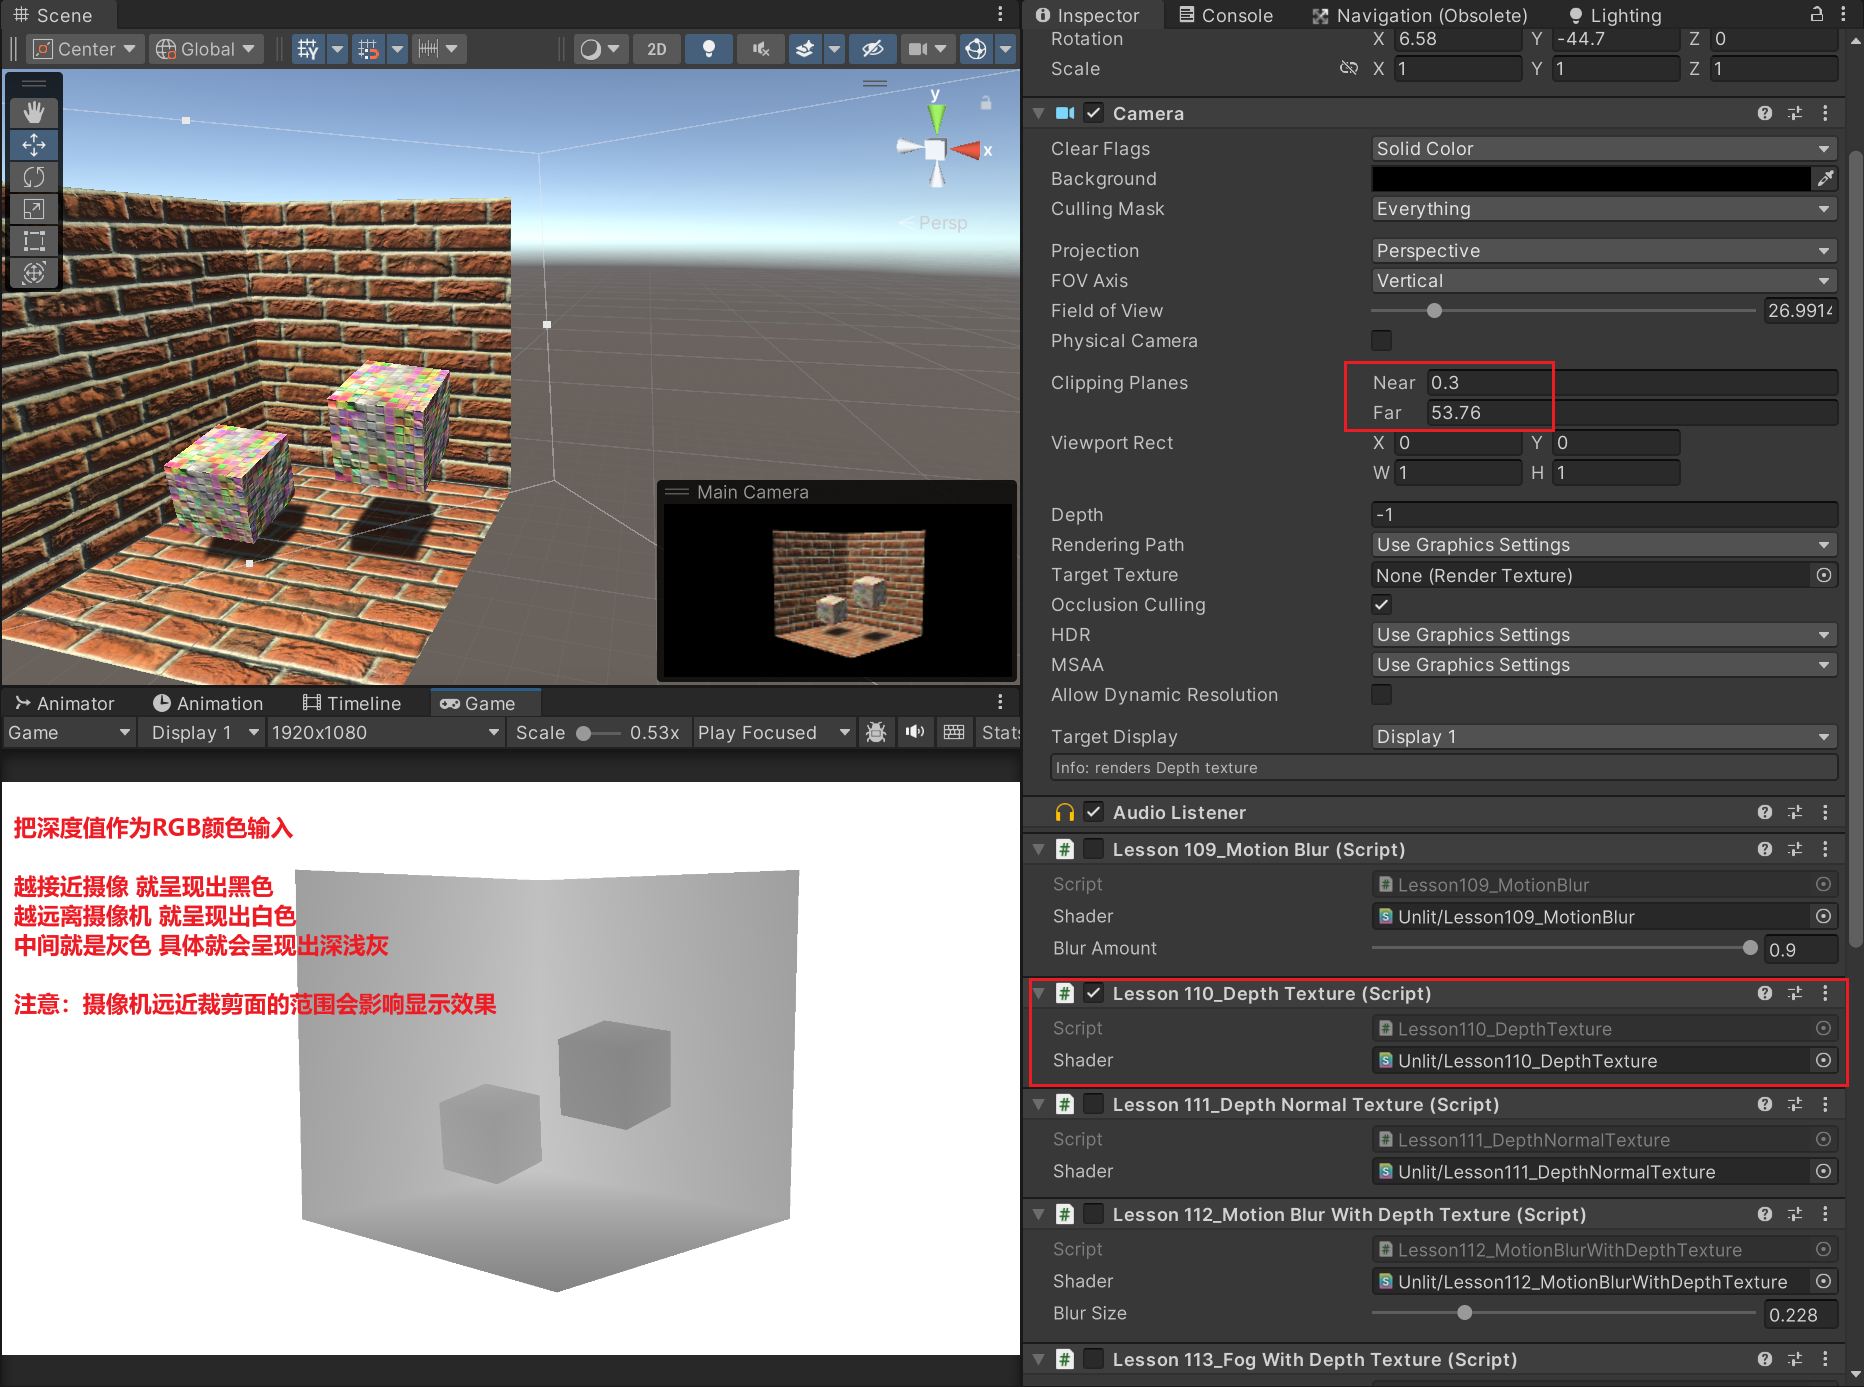 Scene
Center
Global
2D
y
x
Persp
Main Camera
Animator
Animation
Timeline
Game
Game
Display 1
1920x1080
Scale
0.53x
Play Focused
Stats
把深度值作为RGB颜色输入
越接近摄像 就呈现出黑色
越远离摄像机 就呈现出白色
中间就是灰色 具体就会呈现出深浅灰
注意：摄像机远近裁剪面的范围会影响显示效果
Inspector
Console
Navigation (Obsolete)
Lighting
Rotation X 6.58 Y -44.7 Z 0
Scale X 1 Y 1 Z 1
Camera
Clear Flags Solid Color
Background
Culling Mask Everything
Projection Perspective
FOV Axis Vertical
Field of View 26.9914
Physical Camera
Clipping Planes Near 0.3
Far 53.76
Viewport Rect X 0 Y 0
W 1 H 1
Depth -1
Rendering Path Use Graphics Settings
Target Texture None (Render Texture)
Occlusion Culling
HDR Use Graphics Settings
MSAA Use Graphics Settings
Allow Dynamic Resolution
Target Display Display 1
Info: renders Depth texture
Audio Listener
Lesson 109_Motion Blur (Script)
Script Lesson109_MotionBlur
Shader Unlit/Lesson109_MotionBlur
Blur Amount 0.9
Lesson 110_Depth Texture (Script)
Script Lesson110_DepthTexture
Shader Unlit/Lesson110_DepthTexture
Lesson 111_Depth Normal Texture (Script)
Script Lesson111_DepthNormalTexture
Shader Unlit/Lesson111_DepthNormalTexture
Lesson 112_Motion Blur With Depth Texture (Script)
Script Lesson112_MotionBlurWithDepthTexture
Shader Unlit/Lesson112_MotionBlurWithDepthTexture
Blur Size 0.228
Lesson 113_Fog With Depth Texture (Script)